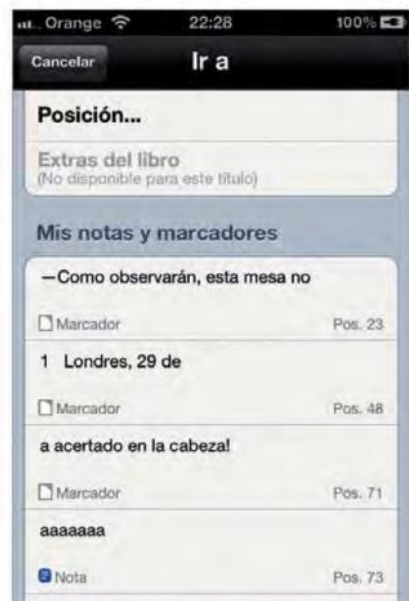 Orange 22:28 100%
Cancelar Ir a
Posición...
Extras del libro
(No disponible para este título)
Mis notas y marcadores
—Como observarán, esta mesa no
Marcador Pos. 23
1 Londres, 29 de
Marcador Pos. 48
a acertado en la cabeza!
Marcador Pos. 71
aaaaaaa
Nota Pos. 73